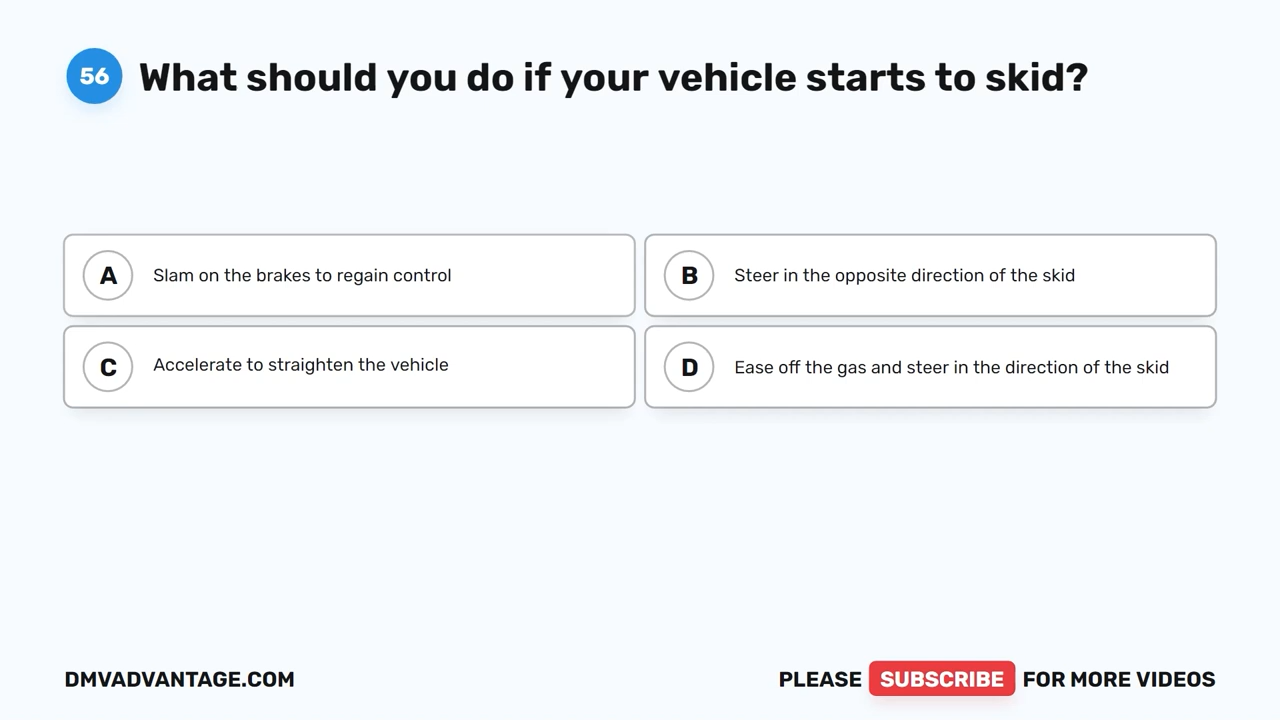 56 What should you do if your vehicle starts to skid?
A Slam on the brakes to regain control
B Steer in the opposite direction of the skid
C Accelerate to straighten the vehicle
D Ease off the gas and steer in the direction of the skid
DMVADVANTAGE.COM
PLEASE SUBSCRIBE FOR MORE VIDEOS